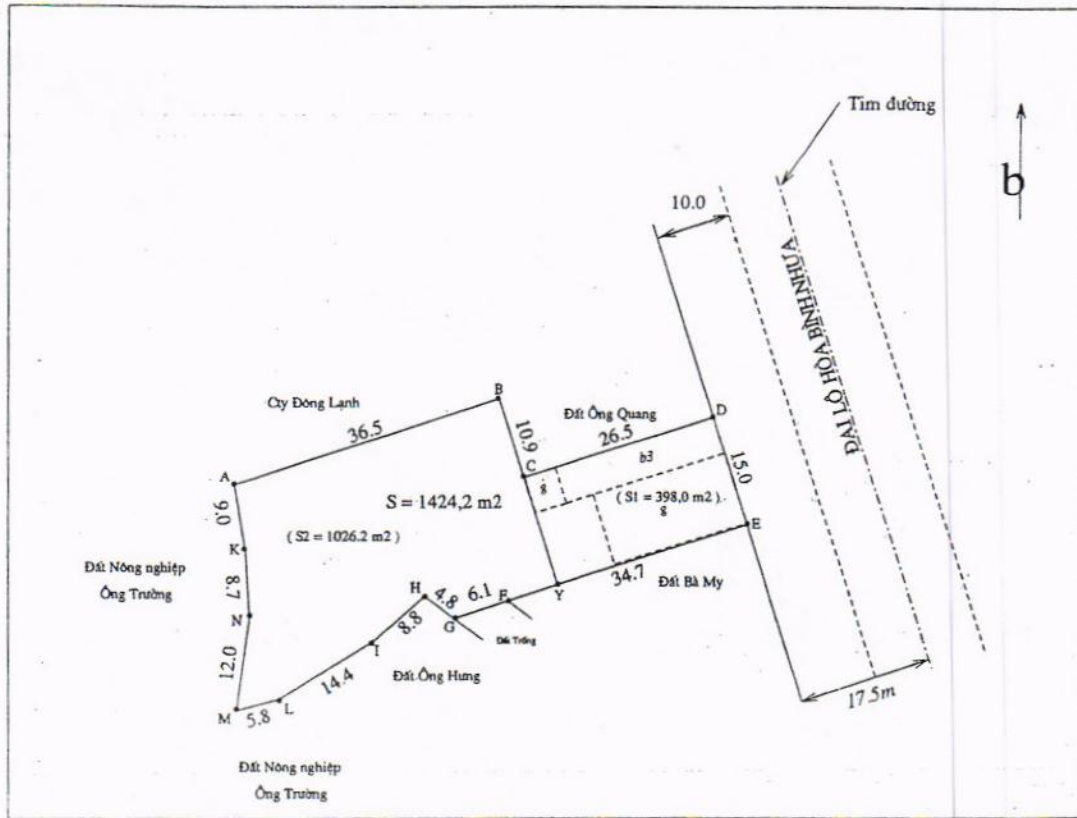 Tim đường
b
10.0
ĐẠI LỘ HÒA BÌNH NHỰA
B
Cty Đông Lạnh
Đất Ông Quang
D
36.5
10.9
26.5
A
C
b3
15.0
g
9.0
S = 1424,2 m2
( S1 = 398,0 m2 )
g
E
( S2 = 1026.2 m2 )
K
Đất Nông nghiệp
Ông Trường
8.7
H
4.8
6.1
F
Y
34.7
Đất Bà My
N
8.8
G
Đất Trống
I
12.0
14.4
Đất Ông Hưng
M
5.8
L
17.5m
Đất Nông nghiệp
Ông Trường